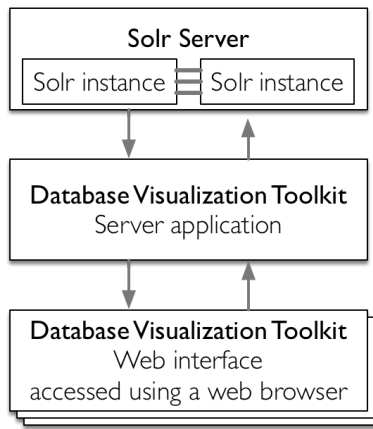 Solr Server
Solr instance Solr instance
Database Visualization Toolkit
Server application
Database Visualization Toolkit
Web interface
accessed using a web browser